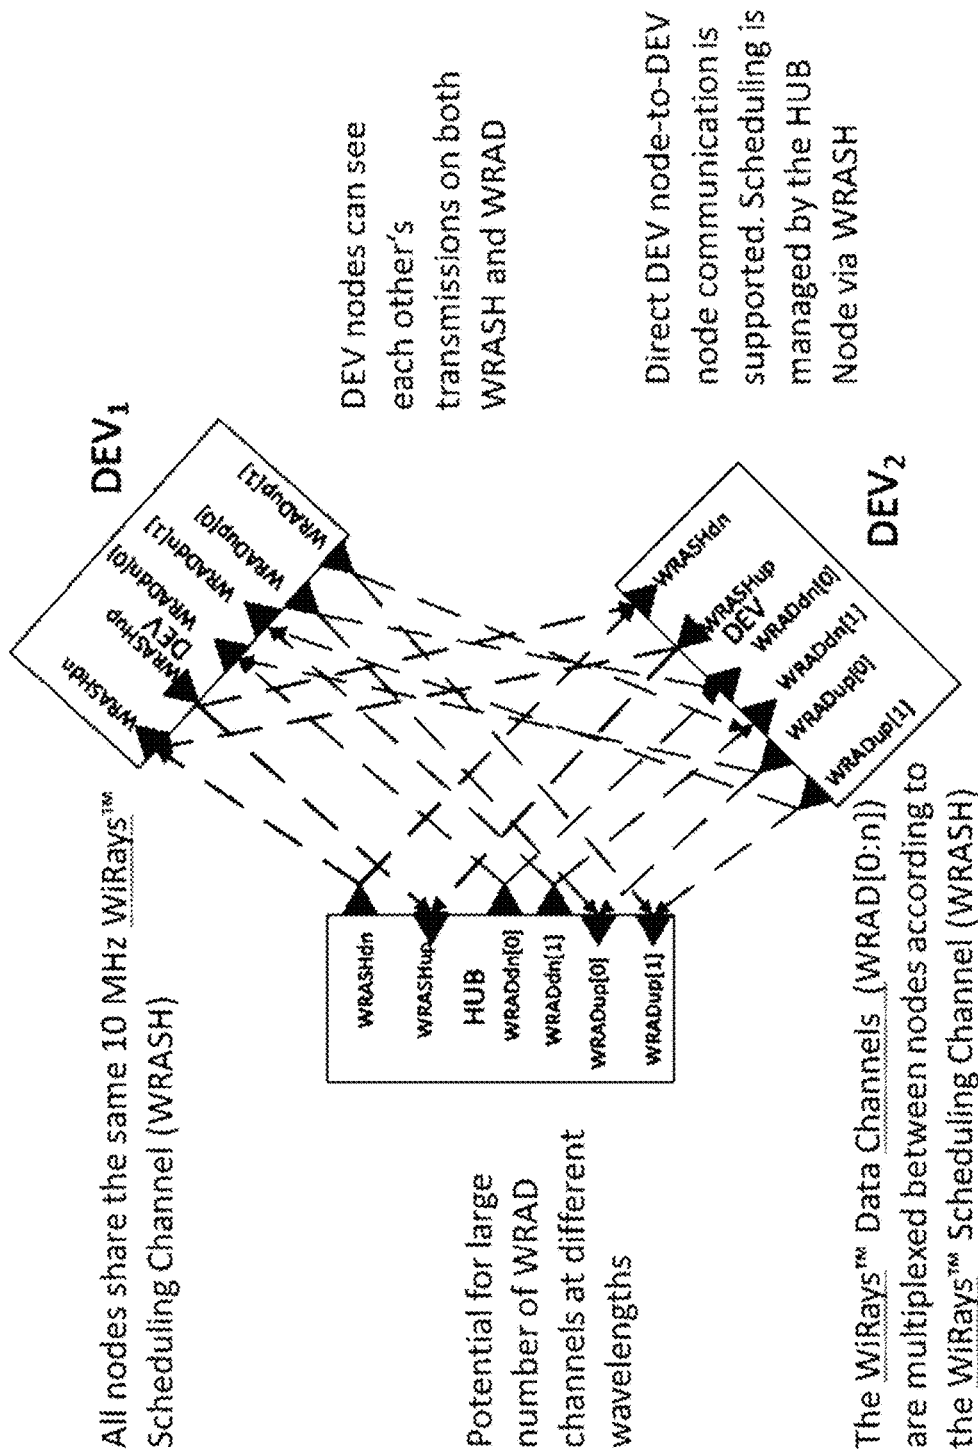 All nodes share the same 10 MHz WiRays™
Scheduling Channel (WRASH)
DEV₁
WRASHdn
WRASHup
DEV
WRADdn[0]
WRADdn[1]
WRADup[0]
WRADup[1]
DEV nodes can see
each other's
transmissions on both
WRASH and WRAD
Potential for large
number of WRAD
channels at different
wavelengths
WRASHdn
WRASHup
HUB
WRADdn[0]
WRADdn[1]
WRADup[0]
WRADup[1]
WRASHdn
WRASHup
DEV
WRADdn[0]
WRADdn[1]
WRADup[0]
WRADup[1]
DEV₂
Direct DEV node-to-DEV
node communication is
supported. Scheduling is
managed by the HUB
Node via WRASH
The WiRays™ Data Channels (WRAD[0:n])
are multiplexed between nodes according to
the WiRays™ Scheduling Channel (WRASH)